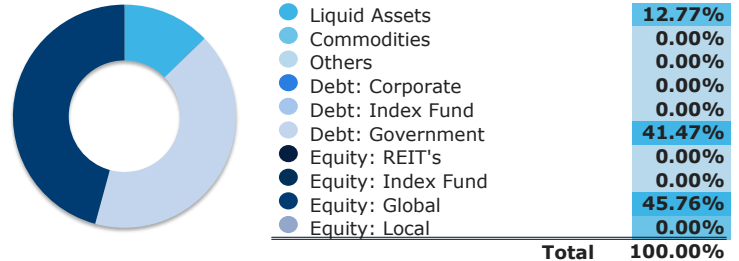 Liquid Assets 12.77%
Commodities 0.00%
Others 0.00%
Debt: Corporate 0.00%
Debt: Index Fund 0.00%
Debt: Government 41.47%
Equity: REIT's 0.00%
Equity: Index Fund 0.00%
Equity: Global 45.76%
Equity: Local 0.00%
Total 100.00%